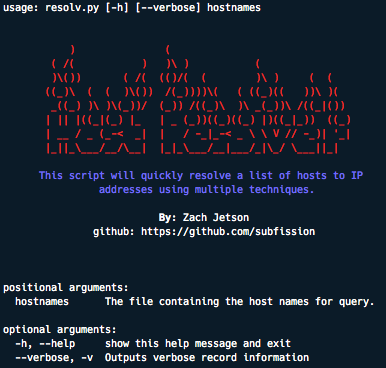 usage: resolv.py [-h] [--verbose] hostnames
Host Resolver
This script will quickly resolve a list of hosts to IP
addresses using multiple techniques.
By: Zach Jetson
github: https://github.com/subfission
positional arguments:
hostnames The file containing the host names for query.
optional arguments:
-h, --help show this help message and exit
--verbose, -v Outputs verbose record information